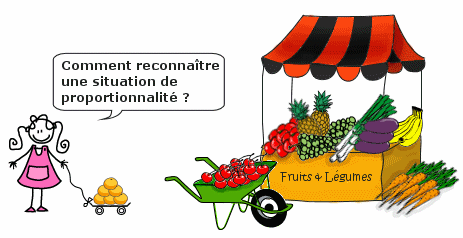 Comment reconnaître
une situation de
proportionnalité ?
Fruits & Légumes